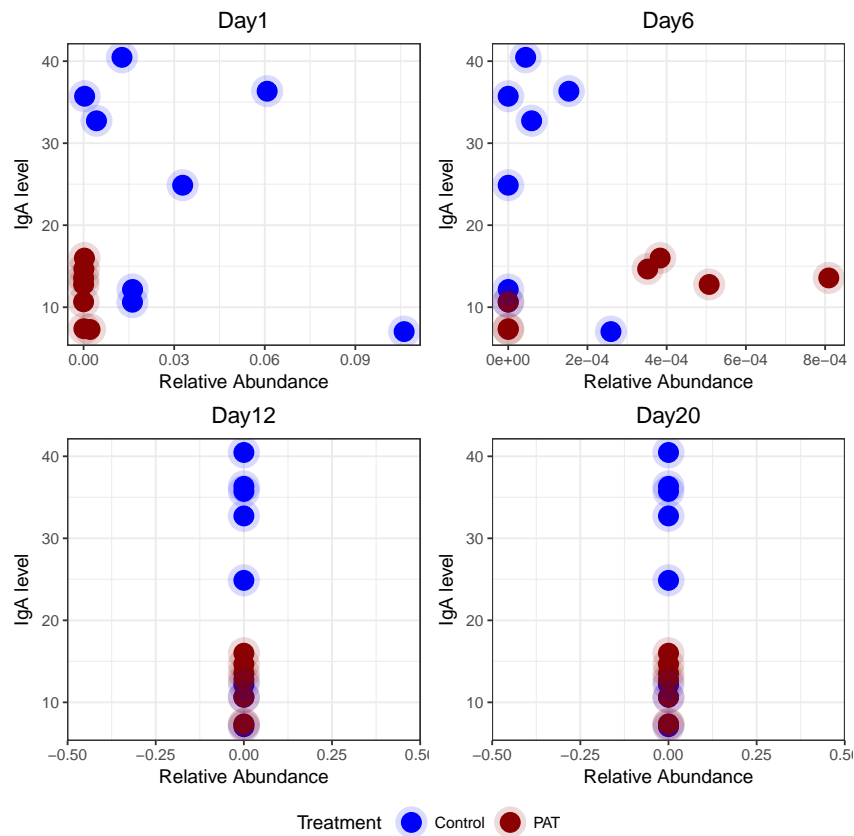 Day1
Day6
40
30
20
10
IgA level
0.00 0.03 0.06 0.09
Relative Abundance
40
30
20
10
IgA level
0e+00 2e-04 4e-04 6e-04 8e-04
Relative Abundance
Day12
Day20
40
30
20
10
IgA level
−0.50 −0.25 0.00 0.25 0.50
Relative Abundance
40
30
20
10
IgA level
−0.50 −0.25 0.00 0.25 0.50
Relative Abundance
Treatment Control PAT